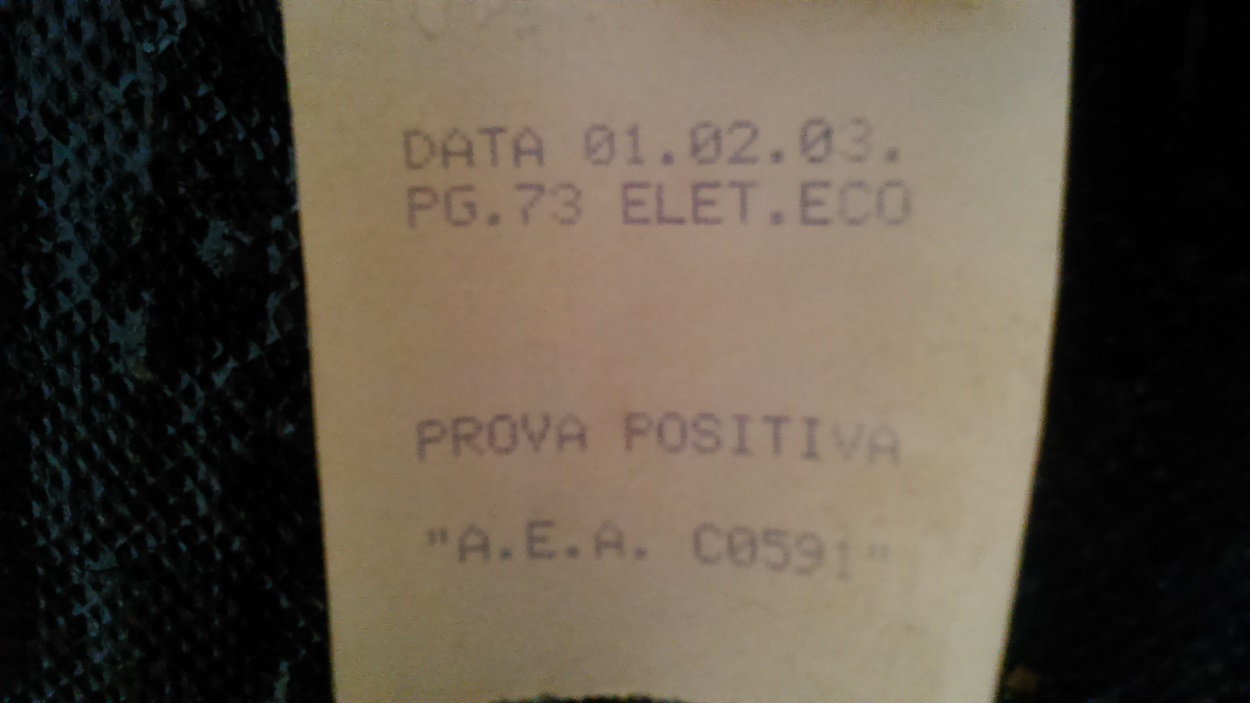 DATA 01.02.03.
PG.73 ELET.ECO
PROVA POSITIVA
"A.E.A. C0591"